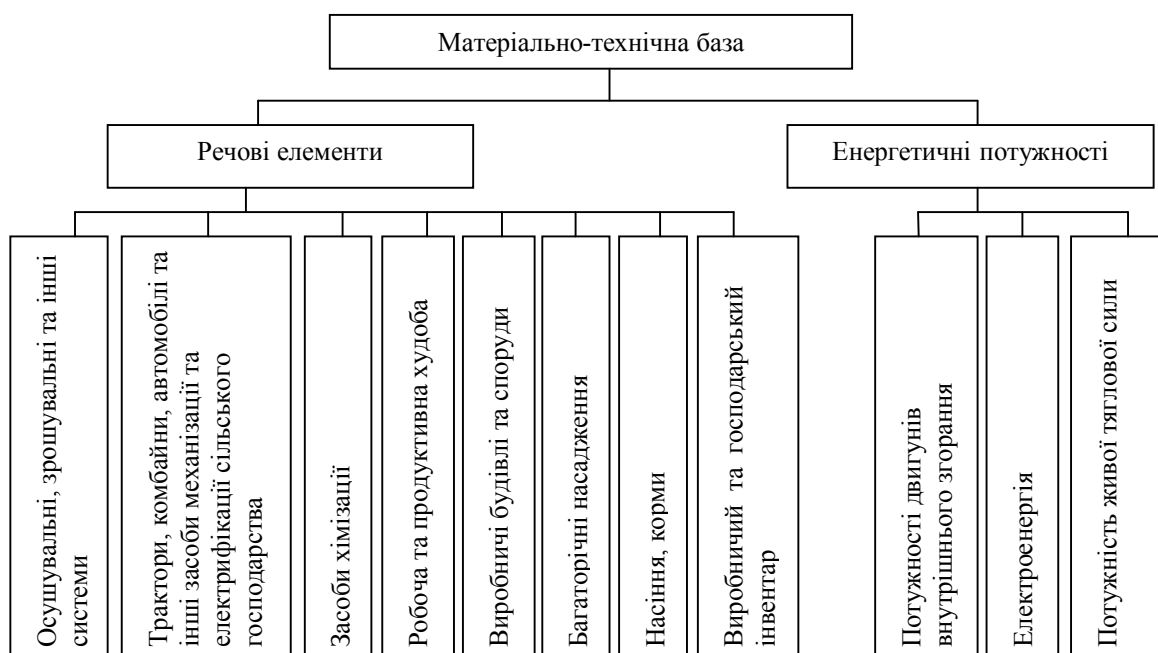 Матеріально-технічна база
Речові елементи
Енергетичні потужності
Осушувальні, зрошувальні та інші
системи
Трактори, комбайни, автомобілі та
інші засоби механізації та
електрифікації сільського
господарства
Засоби хімізації
Робоча та продуктивна худоба
Виробничі будівлі та споруди
Багаторічні насадження
Насіння, корми
Виробничий та господарський
інвентар
Потужності двигунів
внутрішнього згорання
Електроенергія
Потужність живої тяглової сили